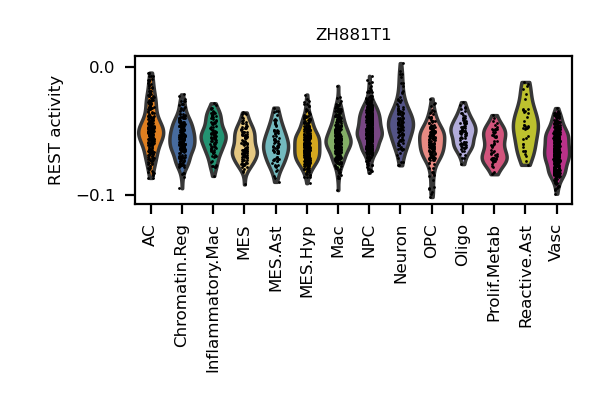 ZH881T1
REST activity
0.0
−0.1
AC
Chromatin.Reg
Inflammatory.Mac
MES
MES.Ast
MES.Hyp
Mac
NPC
Neuron
OPC
Oligo
Prolif.Metab
Reactive.Ast
Vasc